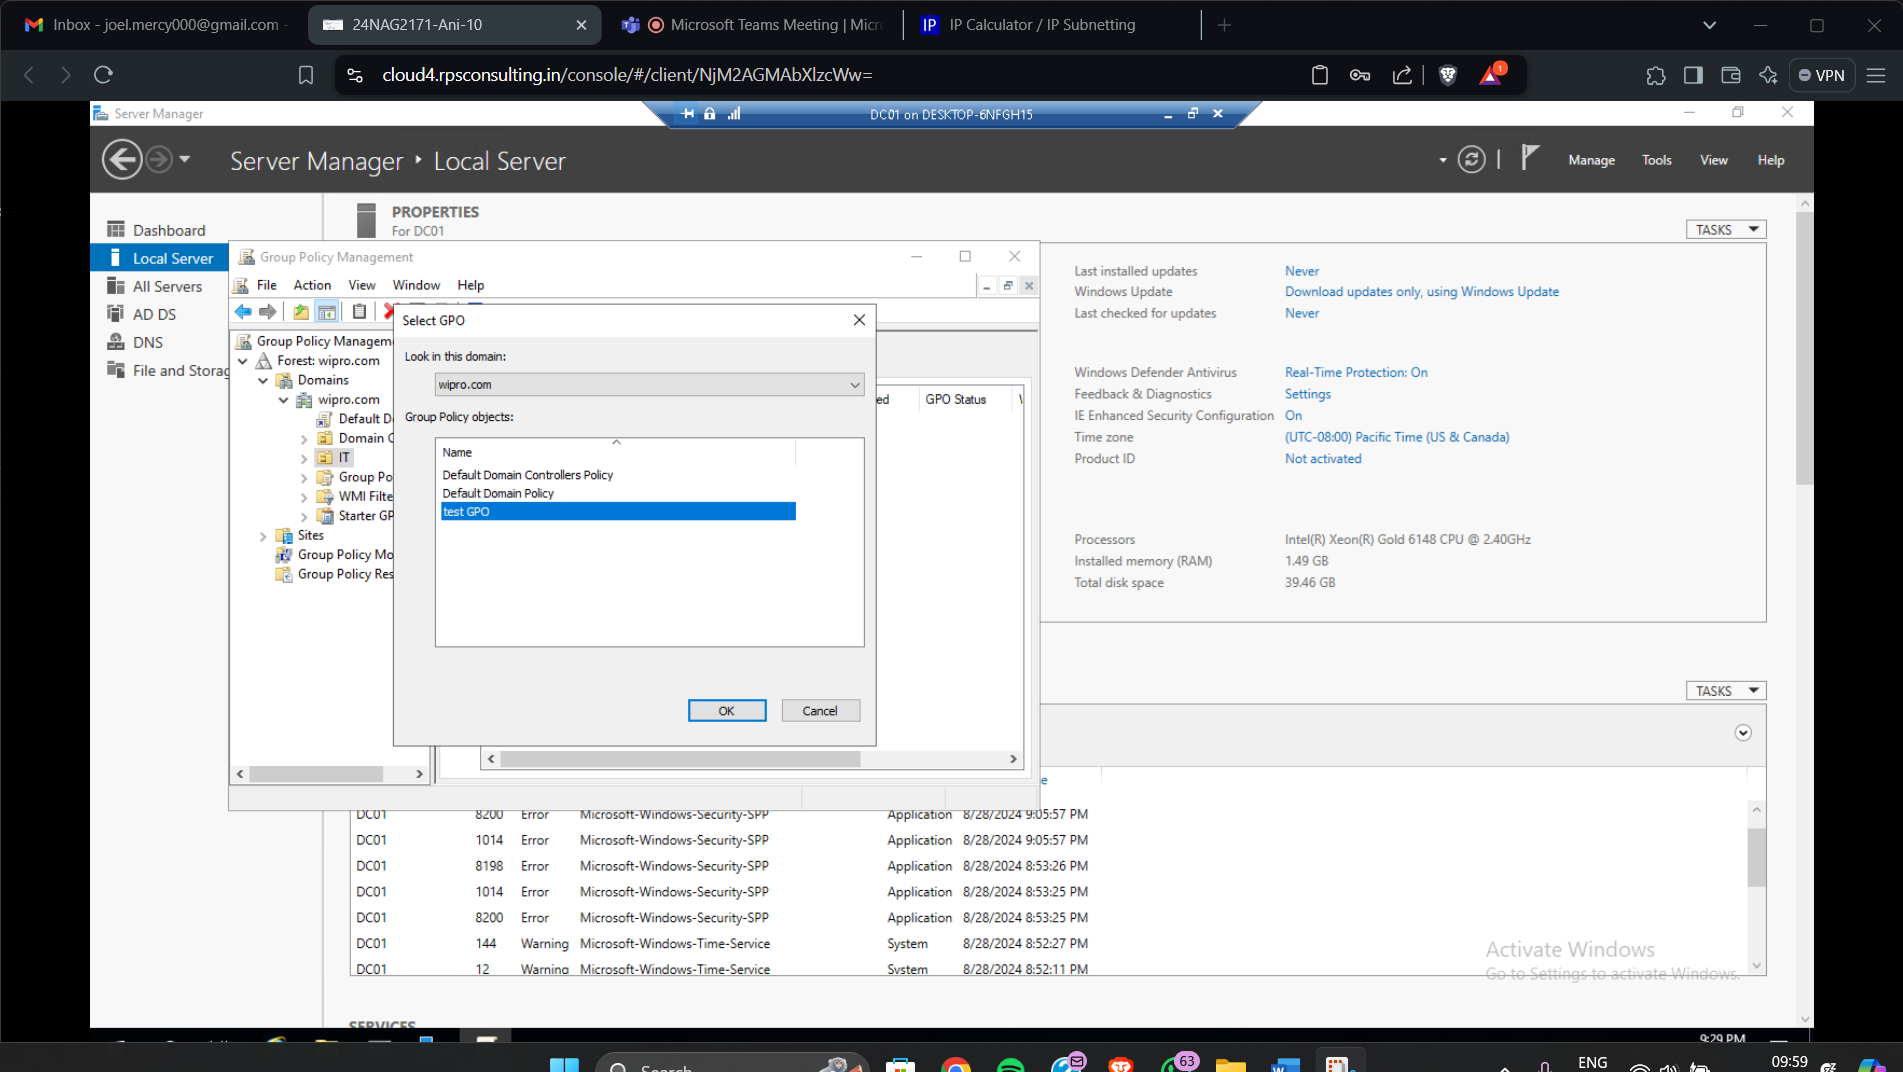 Inbox - joel.mercy000@gmail.com
24NAG2171-Ani-10
Microsoft Teams Meeting | Micr
IP
IP Calculator / IP Subnetting
cloud4.rpsconsulting.in/console/#/client/NjM2AGMAbXlzcWw=
1
VPN
Server Manager
DC01 on DESKTOP-6NFGH15
Server Manager
Local Server
Manage
Tools
View
Help
Dashboard
Local Server
All Servers
AD DS
DNS
File and Storag
PROPERTIES
For DC01
TASKS
Last installed updates
Never
Windows Update
Download updates only, using Windows Update
Last checked for updates
Never
Windows Defender Antivirus
Real-Time Protection: On
Feedback & Diagnostics
Settings
IE Enhanced Security Configuration
On
Time zone
(UTC-08:00) Pacific Time (US & Canada)
Product ID
Not activated
Processors
Intel(R) Xeon(R) Gold 6148 CPU @ 2.40GHz
Installed memory (RAM)
1.49 GB
Total disk space
39.46 GB
TASKS
Group Policy Management
File
Action
View
Window
Help
Group Policy Managem
Forest: wipro.com
Domains
wipro.com
Default D
Domain C
IT
Group Po
WMI Filte
Starter GP
Sites
Group Policy Mo
Group Policy Res
ed
GPO Status
Select GPO
Look in this domain:
wipro.com
Group Policy objects:
Name
Default Domain Controllers Policy
Default Domain Policy
test GPO
OK
Cancel
e
DC01 8200 Error Microsoft-Windows-Security-SPP Application 8/28/2024 9:05:57 PM
DC01 1014 Error Microsoft-Windows-Security-SPP Application 8/28/2024 9:05:57 PM
DC01 8198 Error Microsoft-Windows-Security-SPP Application 8/28/2024 8:53:26 PM
DC01 1014 Error Microsoft-Windows-Security-SPP Application 8/28/2024 8:53:25 PM
DC01 8200 Error Microsoft-Windows-Security-SPP Application 8/28/2024 8:53:25 PM
DC01 144 Warning Microsoft-Windows-Time-Service System 8/28/2024 8:52:27 PM
DC01 12 Warning Microsoft-Windows-Time-Service System 8/28/2024 8:52:11 PM
Activate Windows
Go to Settings to activate Windows.
SERVICES
9:29 PM
Search
63
ENG
09:59